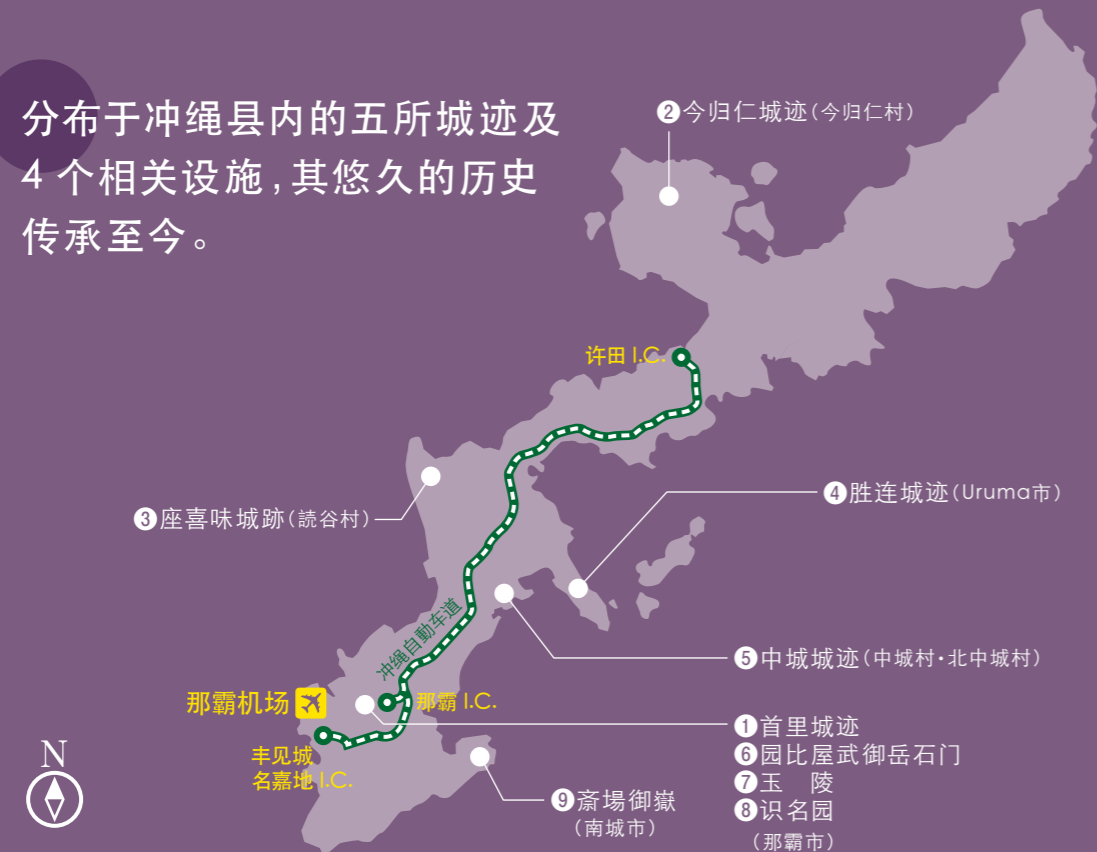 分布于冲绳县内的五所城迹及
4 个相关设施,其悠久的历史
传承至今。
❷今归仁城迹(今归仁村)
许田 I.C.
❹胜连城迹(Uruma市)
❸座喜味城跡(読谷村)
冲绳自動车道
❺中城城迹(中城村・北中城村)
那霸机场
那霸 I.C.
❶首里城迹
❻园比屋武御岳石门
❼玉　陵
❽识名园
(那霸市)
丰见城
名嘉地 I.C.
❾斎場御嶽
(南城市)
N